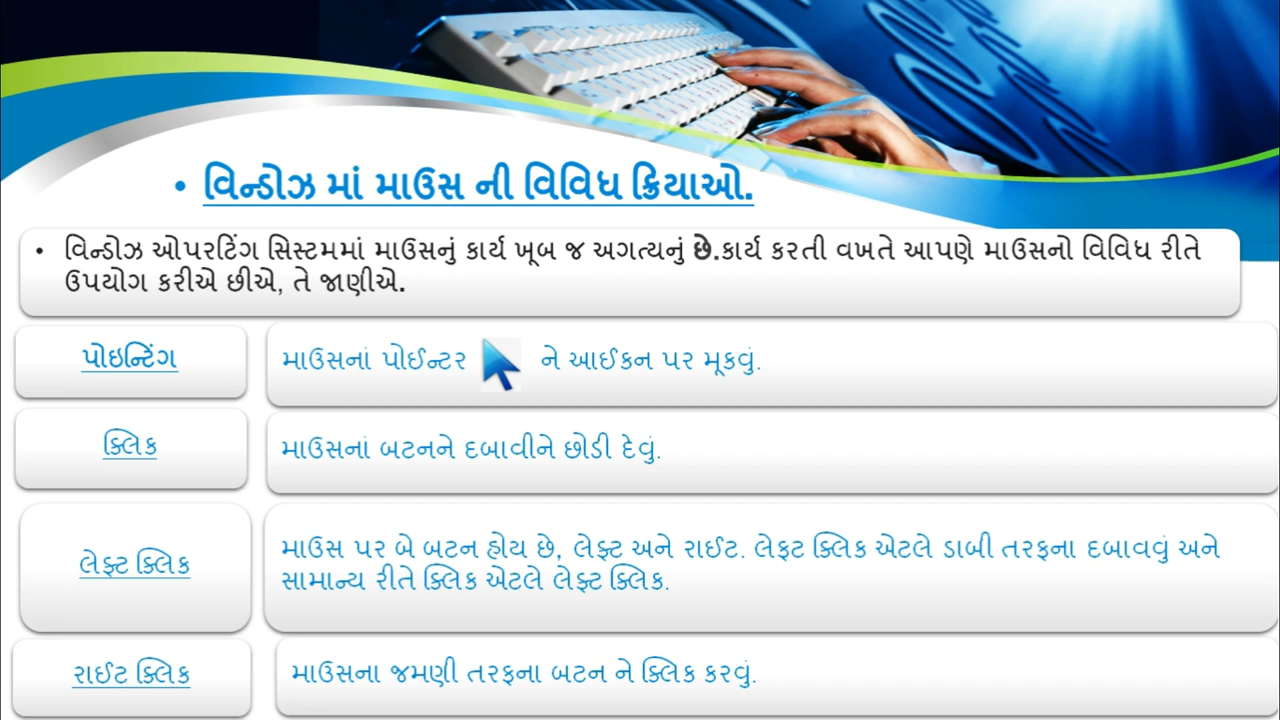 • વિન્ડોઝ માં માઉસ ની વિવિધ ક્રિયાઓ.
• વિન્ડોઝ ઓપરટિંગ સિસ્ટમમાં માઉસનું કાર્ય ખૂબ જ અગત્યનું છે.કાર્ય કરતી વખતે આપણે માઉસનો વિવિધ રીતે
ઉપયોગ કરીએ છીએ, તે જાણીએ.
પોઇન્ટિંગ
માઉસનાં પોઈન્ટર ને આઈકન પર મૂકવું.
ક્લિક
માઉસનાં બટનને દબાવીને છોડી દેવું.
લેફ્ટ ક્લિક
માઉસ પર બે બટન હોય છે, લેફ્ટ અને રાઈટ. લેફટ ક્લિક એટલે ડાબી તરફના દબાવવું અને
સામાન્ય રીતે ક્લિક એટલે લેફ્ટ ક્લિક.
રાઈટ ક્લિક
માઉસના જમણી તરફના બટન ને ક્લિક કરવું.